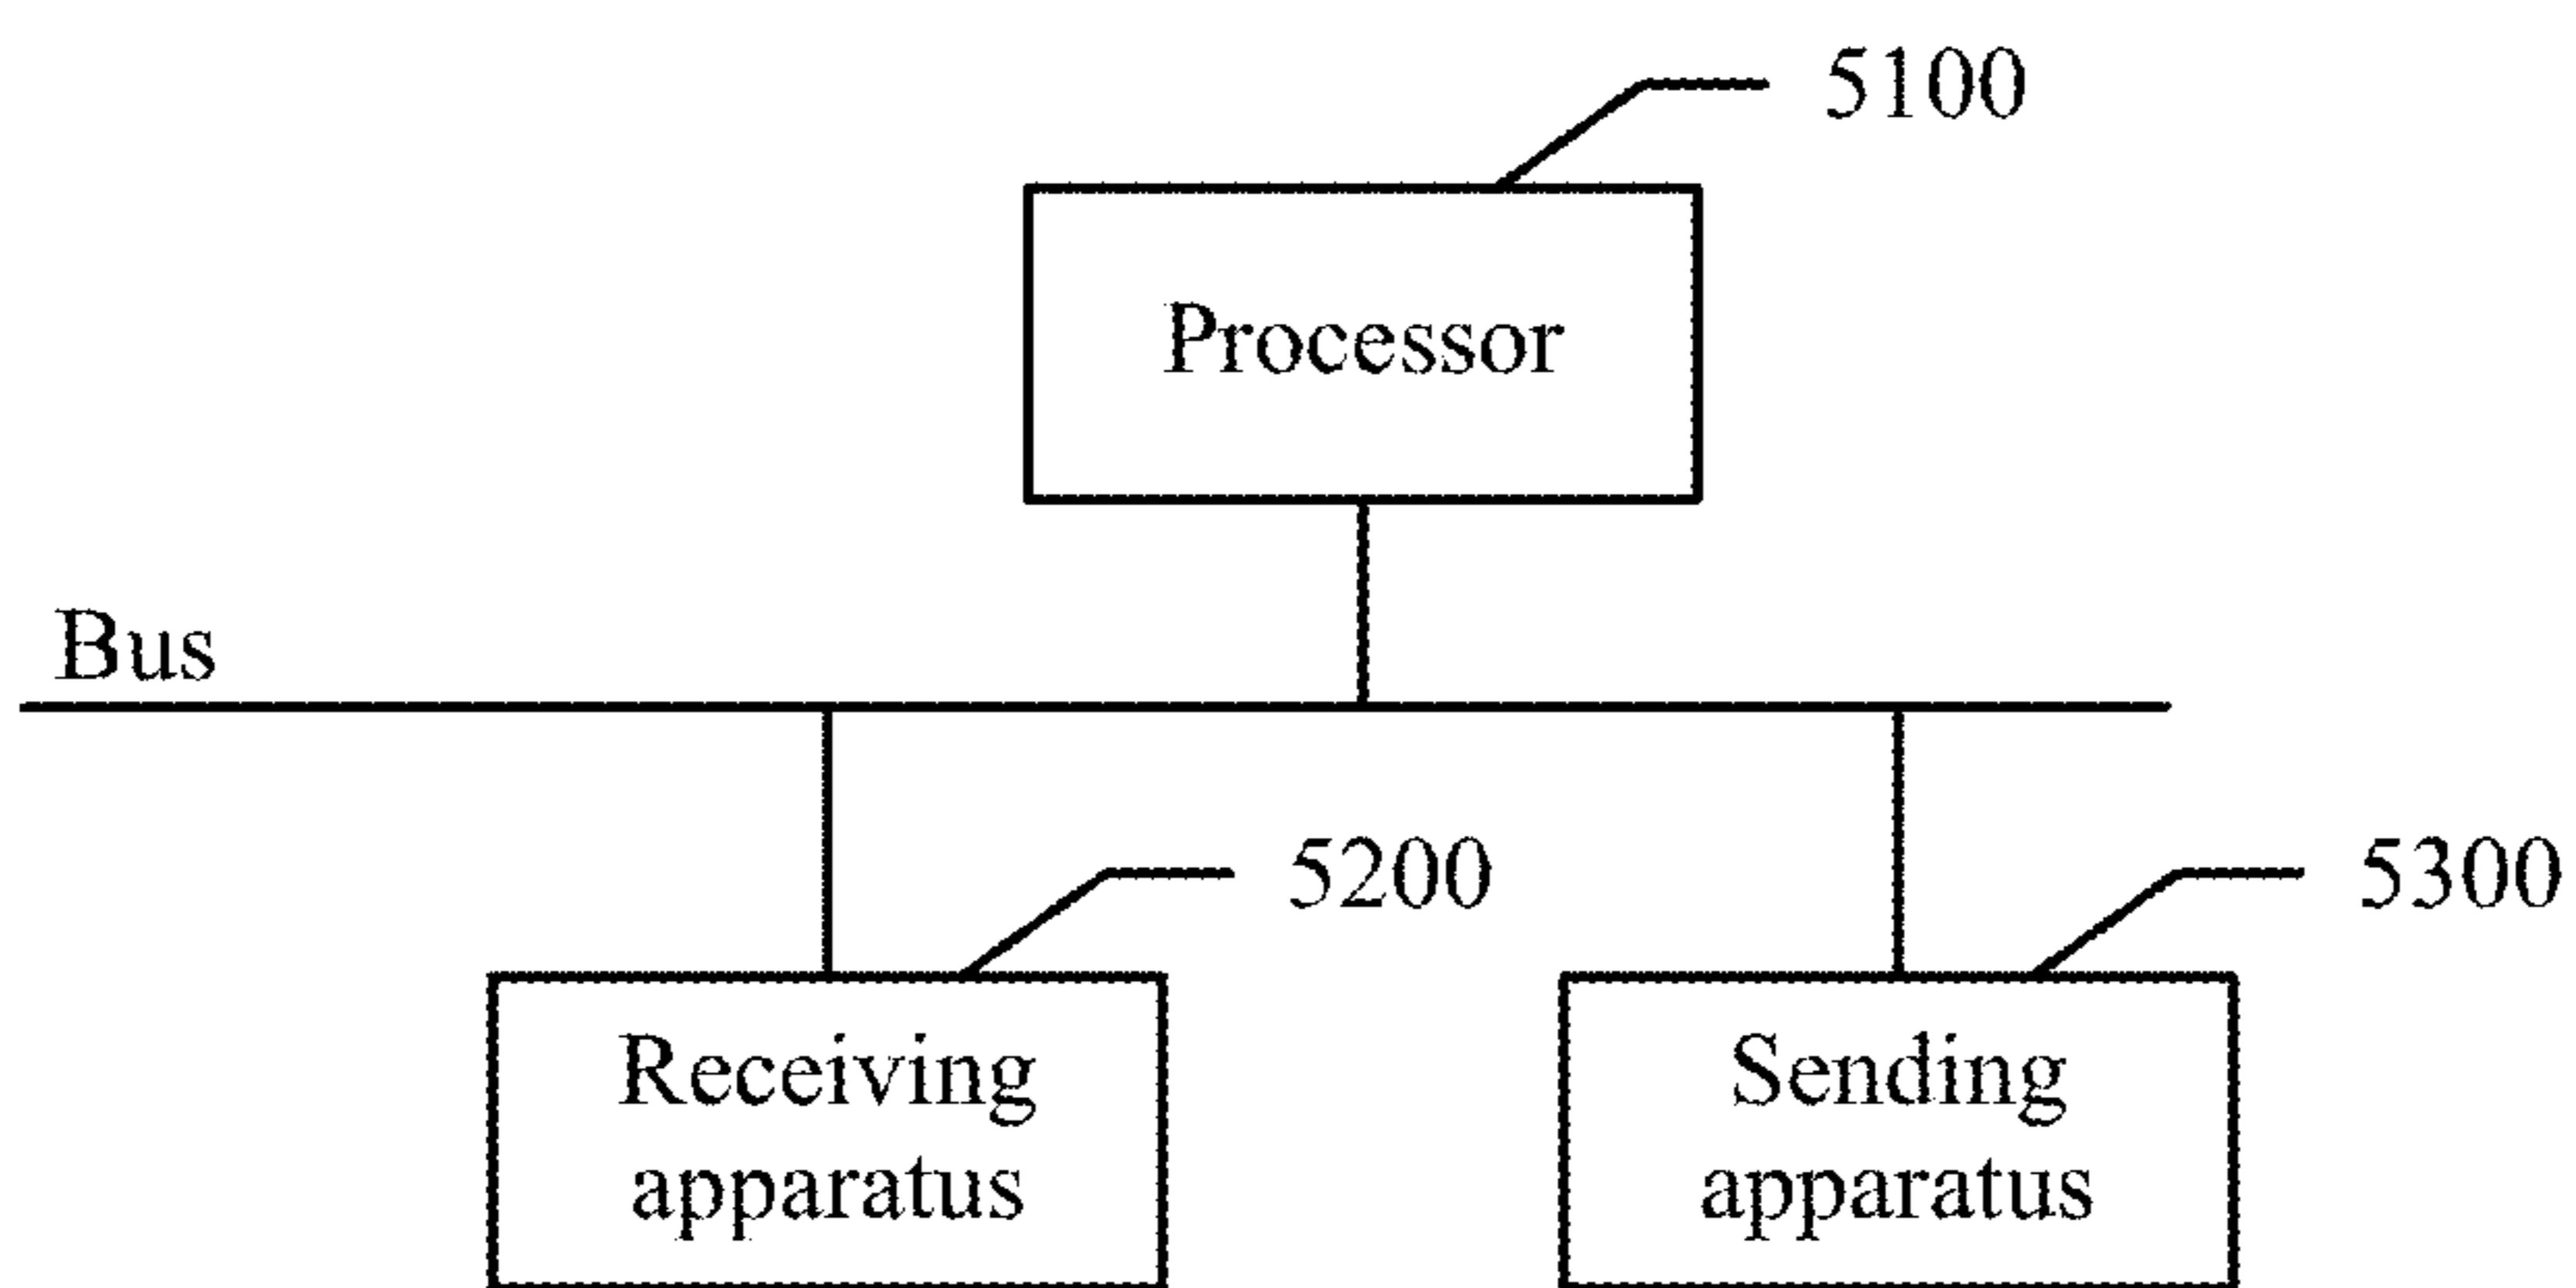 5100
Processor
Bus
5200
5300
Receiving
apparatus
Sending
apparatus